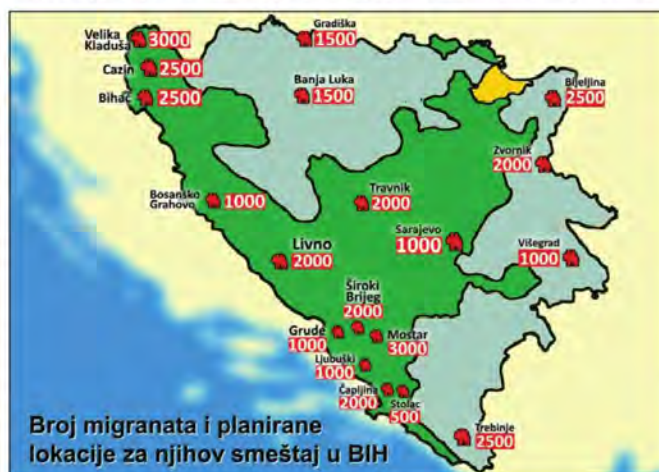 Gradiška
1500
Velika
Kladuša
3000
Cazin
2500
Bihać
2500
Banja Luka
1500
Bijeljina
2500
Zvornik
2000
Bosansko
Grahovo
1000
Travnik
2000
Sarajevo
1000
Livno
2000
Višegrad
1000
Široki
Brijeg
2000
Grude
1000
Mostar
3000
Ljubuški
1000
Čapljina
2000
Stolac
500
Trebinje
2500
Broj migranata i planirane
lokacije za njihov smeštaj u BIH